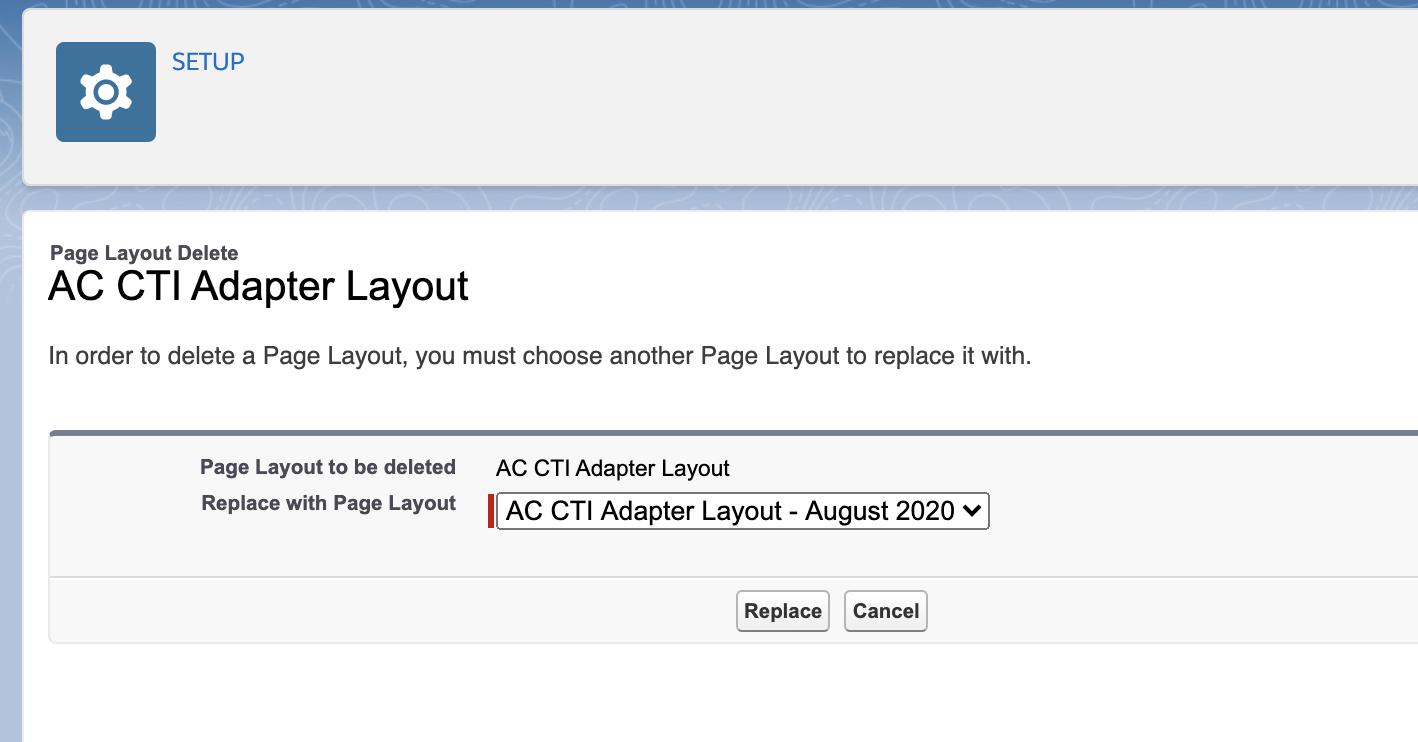 SETUP
Page Layout Delete
AC CTI Adapter Layout
In order to delete a Page Layout, you must choose another Page Layout to replace it with.
Page Layout to be deleted AC CTI Adapter Layout
Replace with Page Layout AC CTI Adapter Layout - August 2020
Replace Cancel